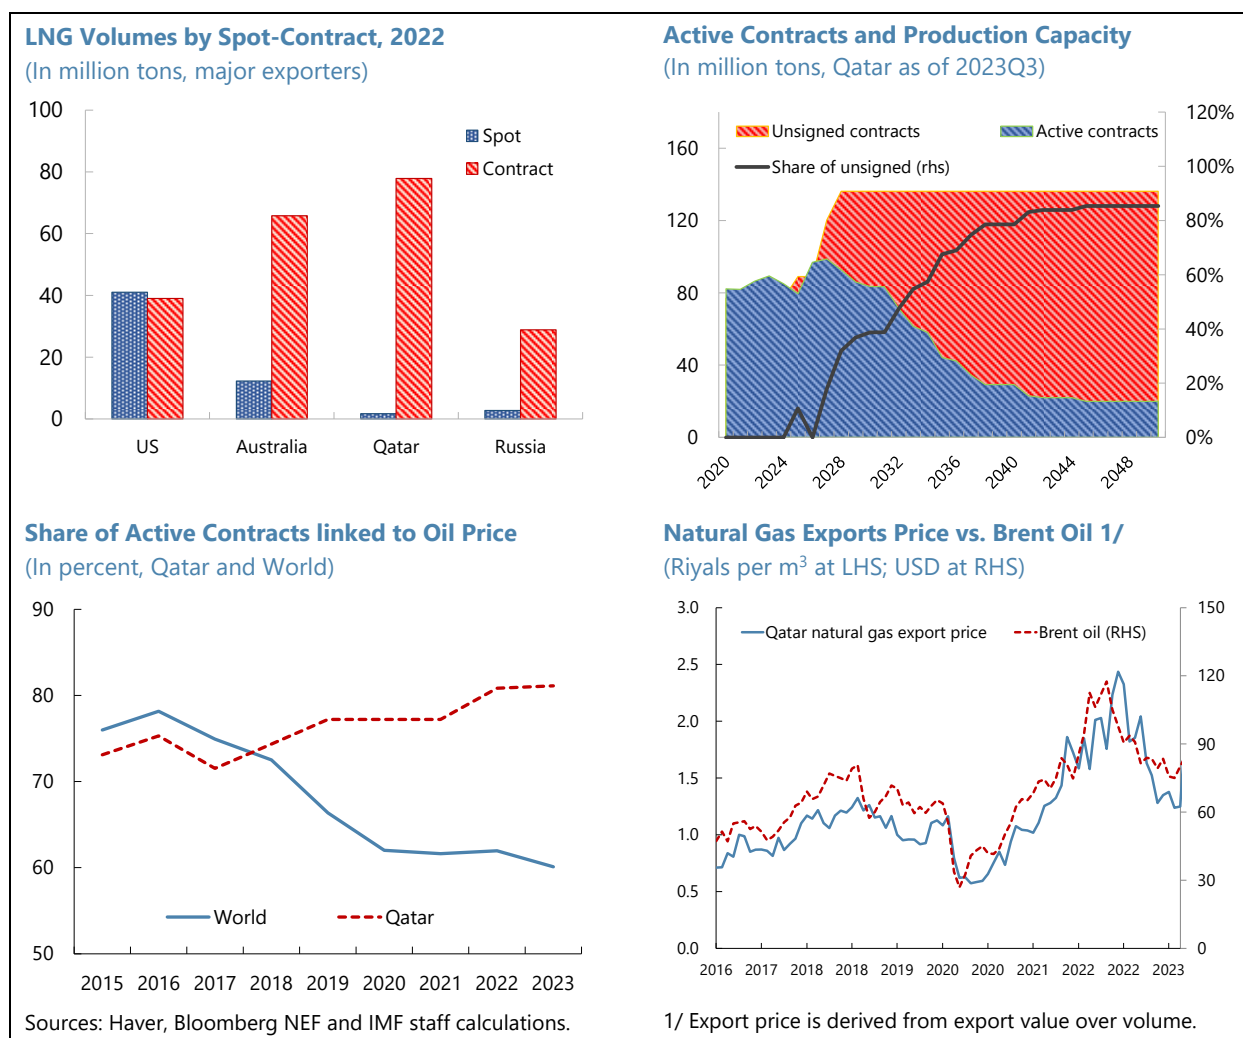 LNG Volumes by Spot-Contract, 2022
(In million tons, major exporters)
100
80
60
40
20
0
Spot
Contract
US
Australia
Qatar
Russia
Active Contracts and Production Capacity
(In million tons, Qatar as of 2023Q3)
160
120
80
40
0
120%
100%
80%
60%
40%
20%
0%
Unsigned contracts
Active contracts
Share of unsigned (rhs)
2020
2024
2028
2032
2036
2040
2044
2048
Share of Active Contracts linked to Oil Price
(In percent, Qatar and World)
90
80
70
60
50
World
Qatar
2015
2016
2017
2018
2019
2020
2021
2022
2023
Sources: Haver, Bloomberg NEF and IMF staff calculations.
Natural Gas Exports Price vs. Brent Oil 1/
(Riyals per m³ at LHS; USD at RHS)
3.0
2.5
2.0
1.5
1.0
0.5
0.0
150
120
90
60
30
0
Qatar natural gas export price
Brent oil (RHS)
2016
2017
2018
2018
2019
2020
2020
2021
2022
2022
2023
1/ Export price is derived from export value over volume.